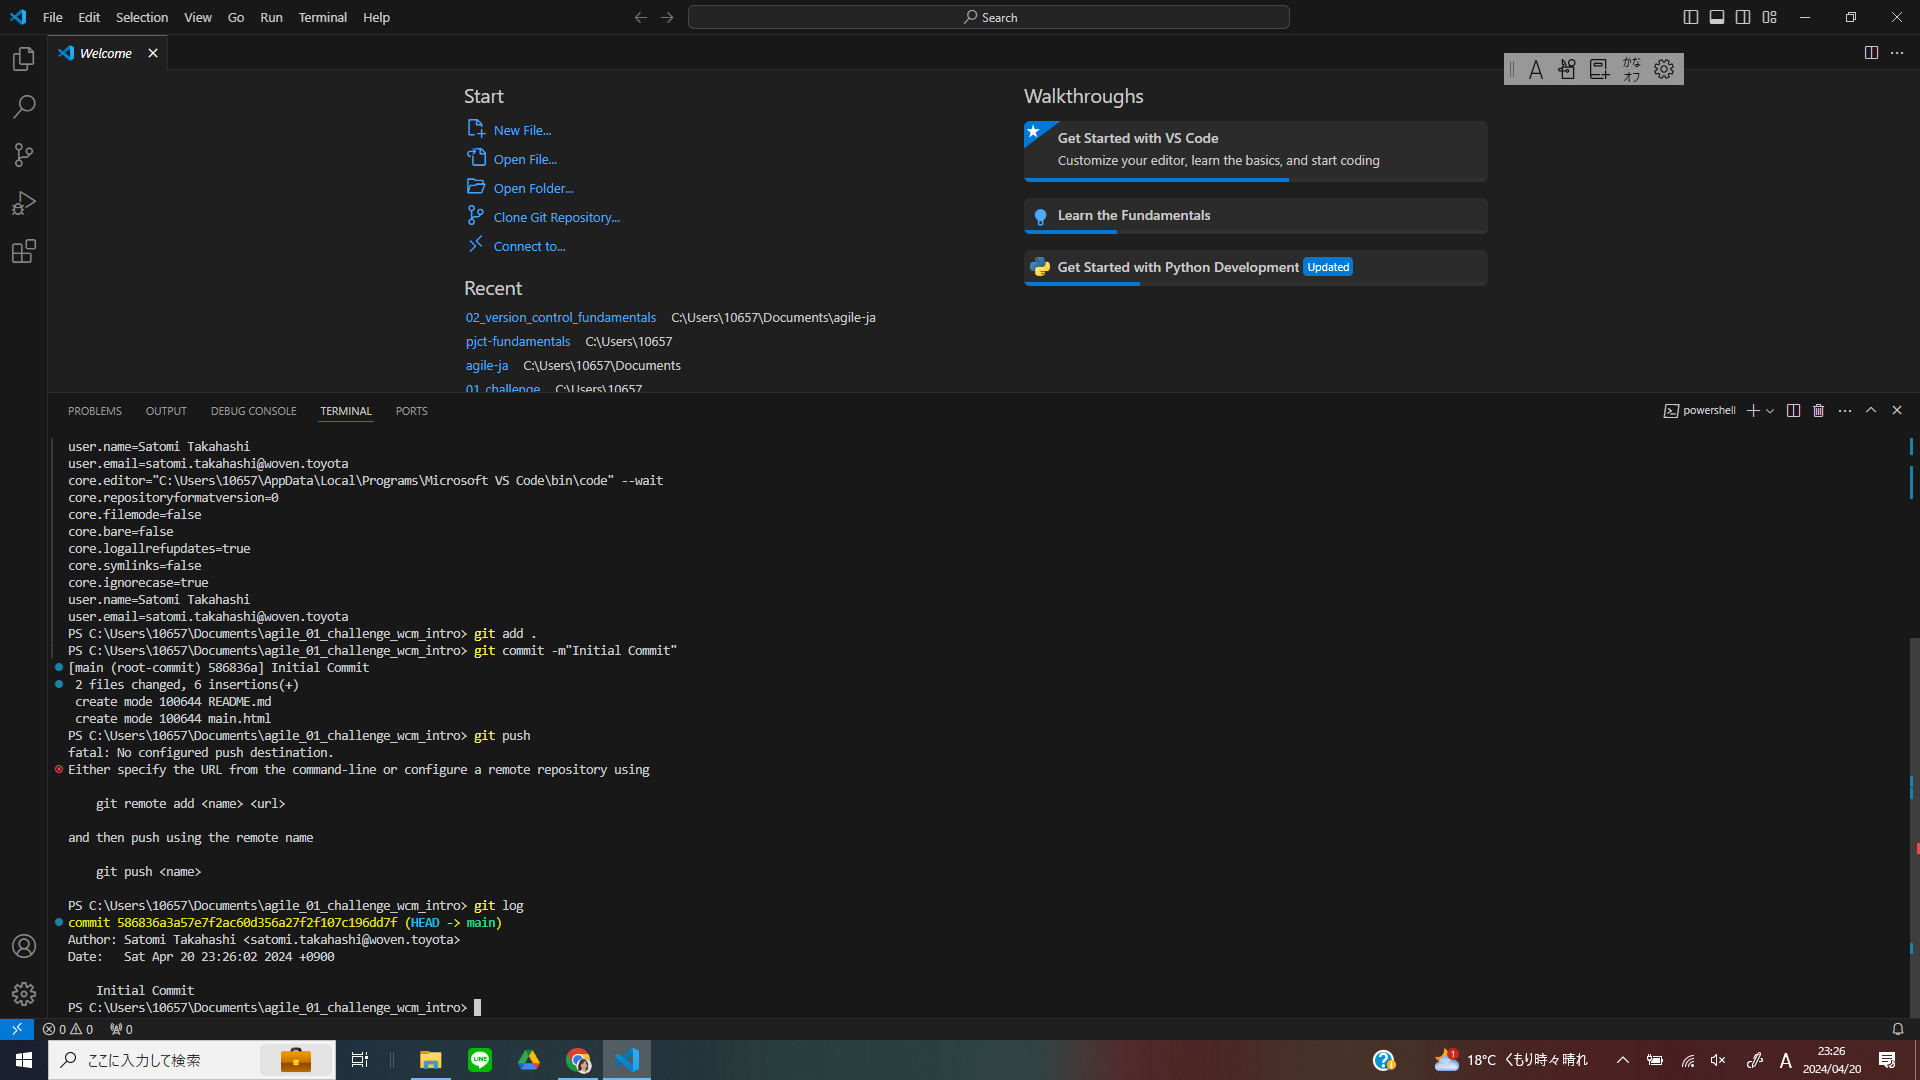 File Edit Selection View Go Run Terminal Help
Search
Welcome
A
かな
オフ
Start
New File...
Open File...
Open Folder...
Clone Git Repository...
Connect to...
Recent
02_version_control_fundamentals C:\Users\10657\Documents\agile-ja
pjct-fundamentals C:\Users\10657
agile-ja C:\Users\10657\Documents
01_challenge C:\Users\10657
Walkthroughs
Get Started with VS Code
Customize your editor, learn the basics, and start coding
Learn the Fundamentals
Get Started with Python Development Updated
PROBLEMS OUTPUT DEBUG CONSOLE TERMINAL PORTS
powershell
user.name=Satomi Takahashi
user.email=satomi.takahashi@woven.toyota
core.editor="C:\Users\10657\AppData\Local\Programs\Microsoft VS Code\bin\code" --wait
core.repositoryformatversion=0
core.filemode=false
core.bare=false
core.logallrefupdates=true
core.symlinks=false
core.ignorecase=true
user.name=Satomi Takahashi
user.email=satomi.takahashi@woven.toyota
PS C:\Users\10657\Documents\agile_01_challenge_wcm_intro> git add .
PS C:\Users\10657\Documents\agile_01_challenge_wcm_intro> git commit -m"Initial Commit"
[main (root-commit) 586836a] Initial Commit
2 files changed, 6 insertions(+)
create mode 100644 README.md
create mode 100644 main.html
PS C:\Users\10657\Documents\agile_01_challenge_wcm_intro> git push
fatal: No configured push destination.
Either specify the URL from the command-line or configure a remote repository using
git remote add <name> <url>
and then push using the remote name
git push <name>
PS C:\Users\10657\Documents\agile_01_challenge_wcm_intro> git log
commit 586836a3a57e7f2ac60d356a27f2f107c196dd7f (HEAD -> main)
Author: Satomi Takahashi <satomi.takahashi@woven.toyota>
Date: Sat Apr 20 23:26:02 2024 +0900
Initial Commit
PS C:\Users\10657\Documents\agile_01_challenge_wcm_intro>
0 0 0
ここに入力して検索
LINE
1
18°C くもり時々晴れ
A
23:26
2024/04/20